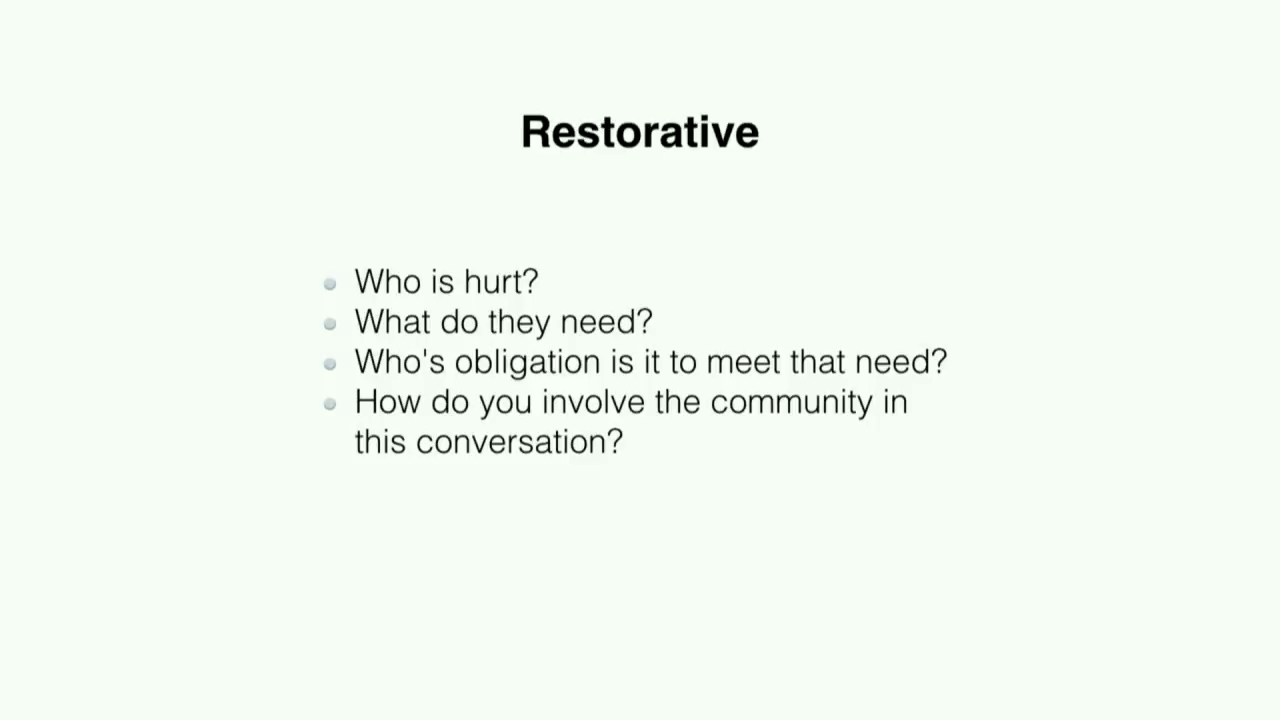 Restorative
Who is hurt?
What do they need?
Who's obligation is it to meet that need?
How do you involve the community in
this conversation?